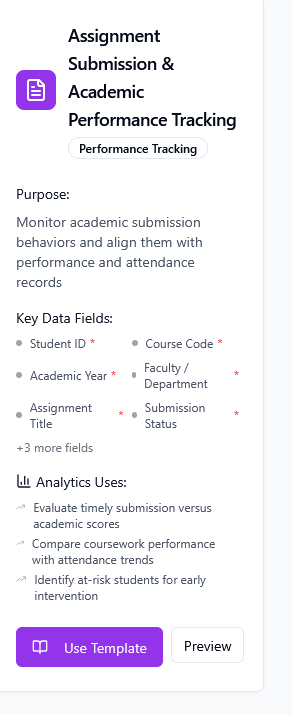 Assignment
Submission &
Academic
Performance Tracking
Performance Tracking
Purpose:
Monitor academic submission
behaviors and align them with
performance and attendance
records
Key Data Fields:
Student ID * Course Code *
Academic Year * Faculty /
Department *
Assignment
Title * Submission
Status *
+3 more fields
Analytics Uses:
Evaluate timely submission versus
academic scores
Compare coursework performance
with attendance trends
Identify at-risk students for early
intervention
Use Template Preview